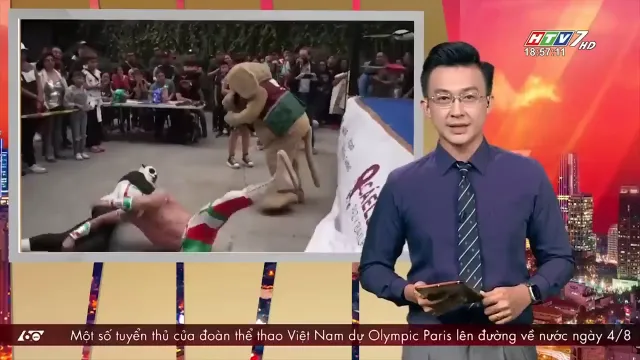 HTV7 HD
18:57:11
60
Một số tuyển thủ của đoàn thể thao Việt Nam dự Olympic Paris lên đường về nước ngày 4/8